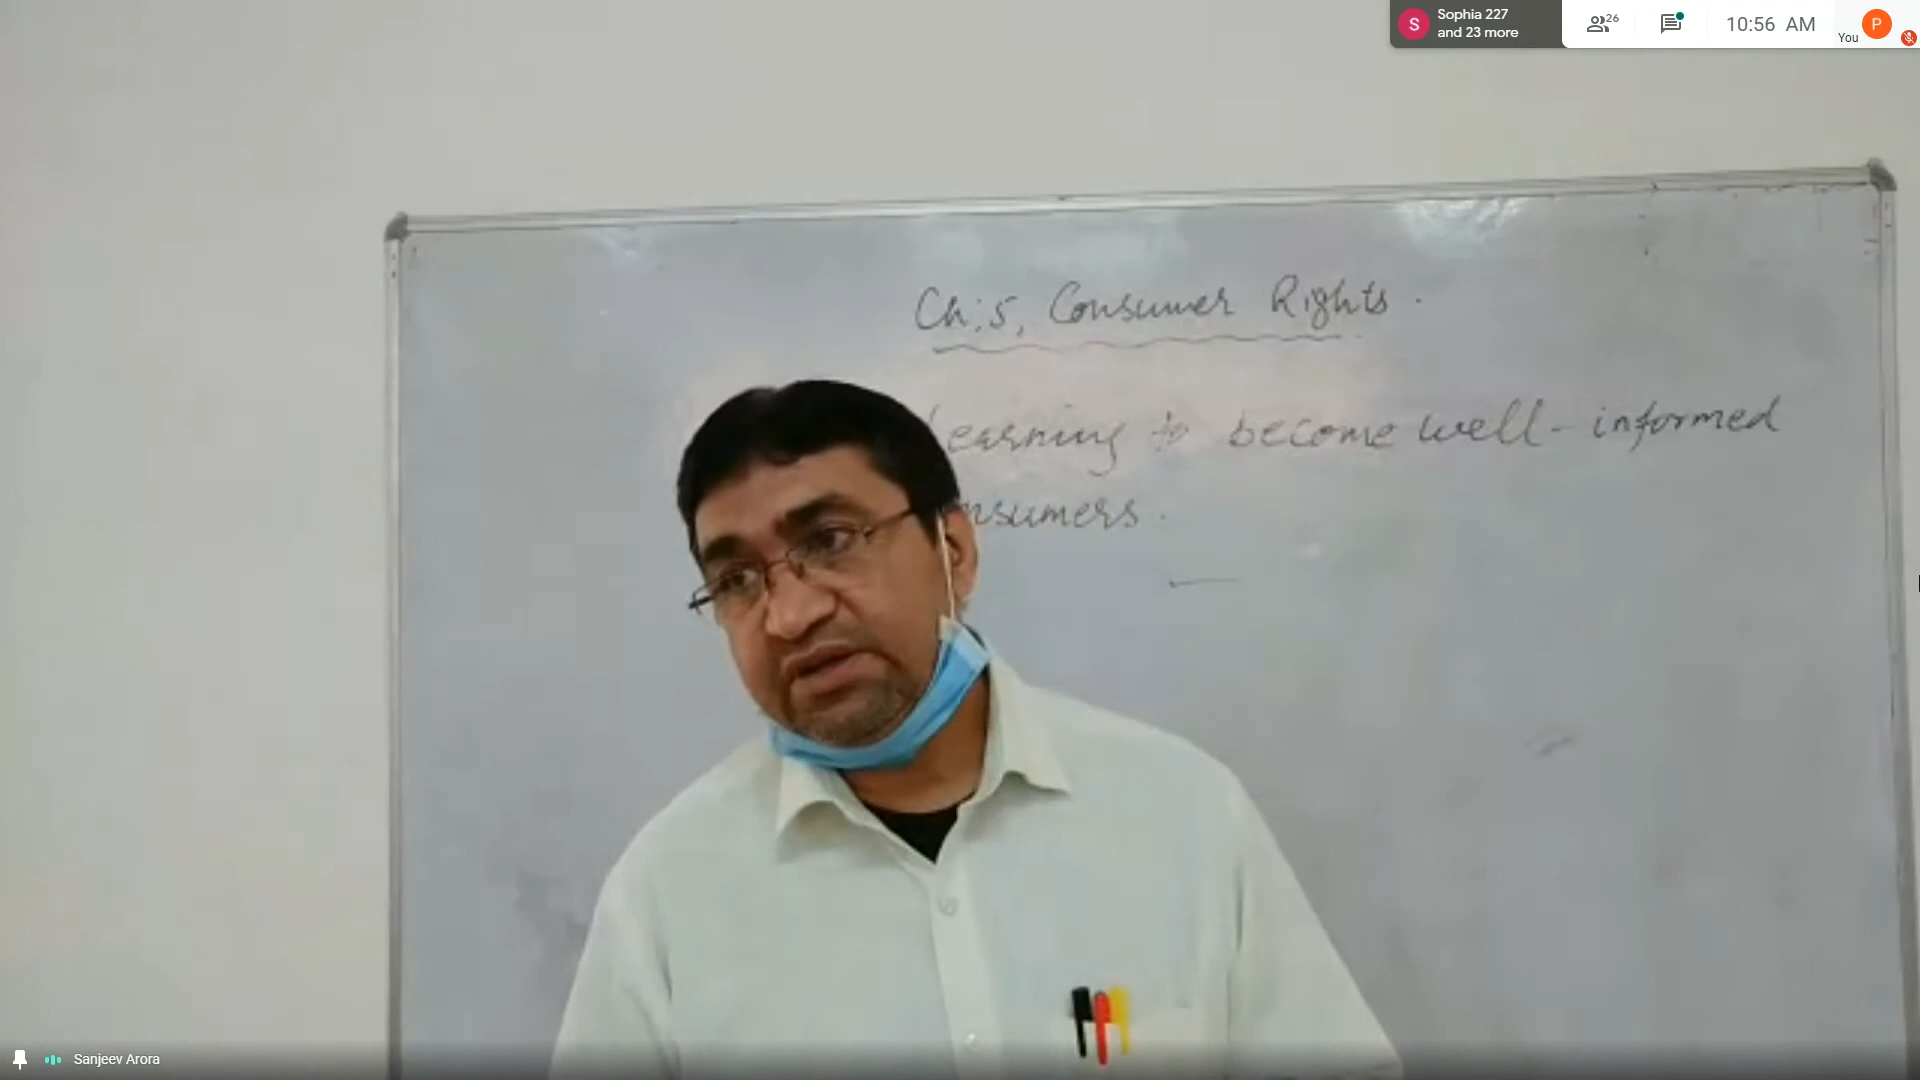 Sophia 227
and 23 more
S
26
10:56 AM
You
P
Ch:5, Consumer Rights.
Learning to become well-informed
nsumers.
Sanjeev Arora